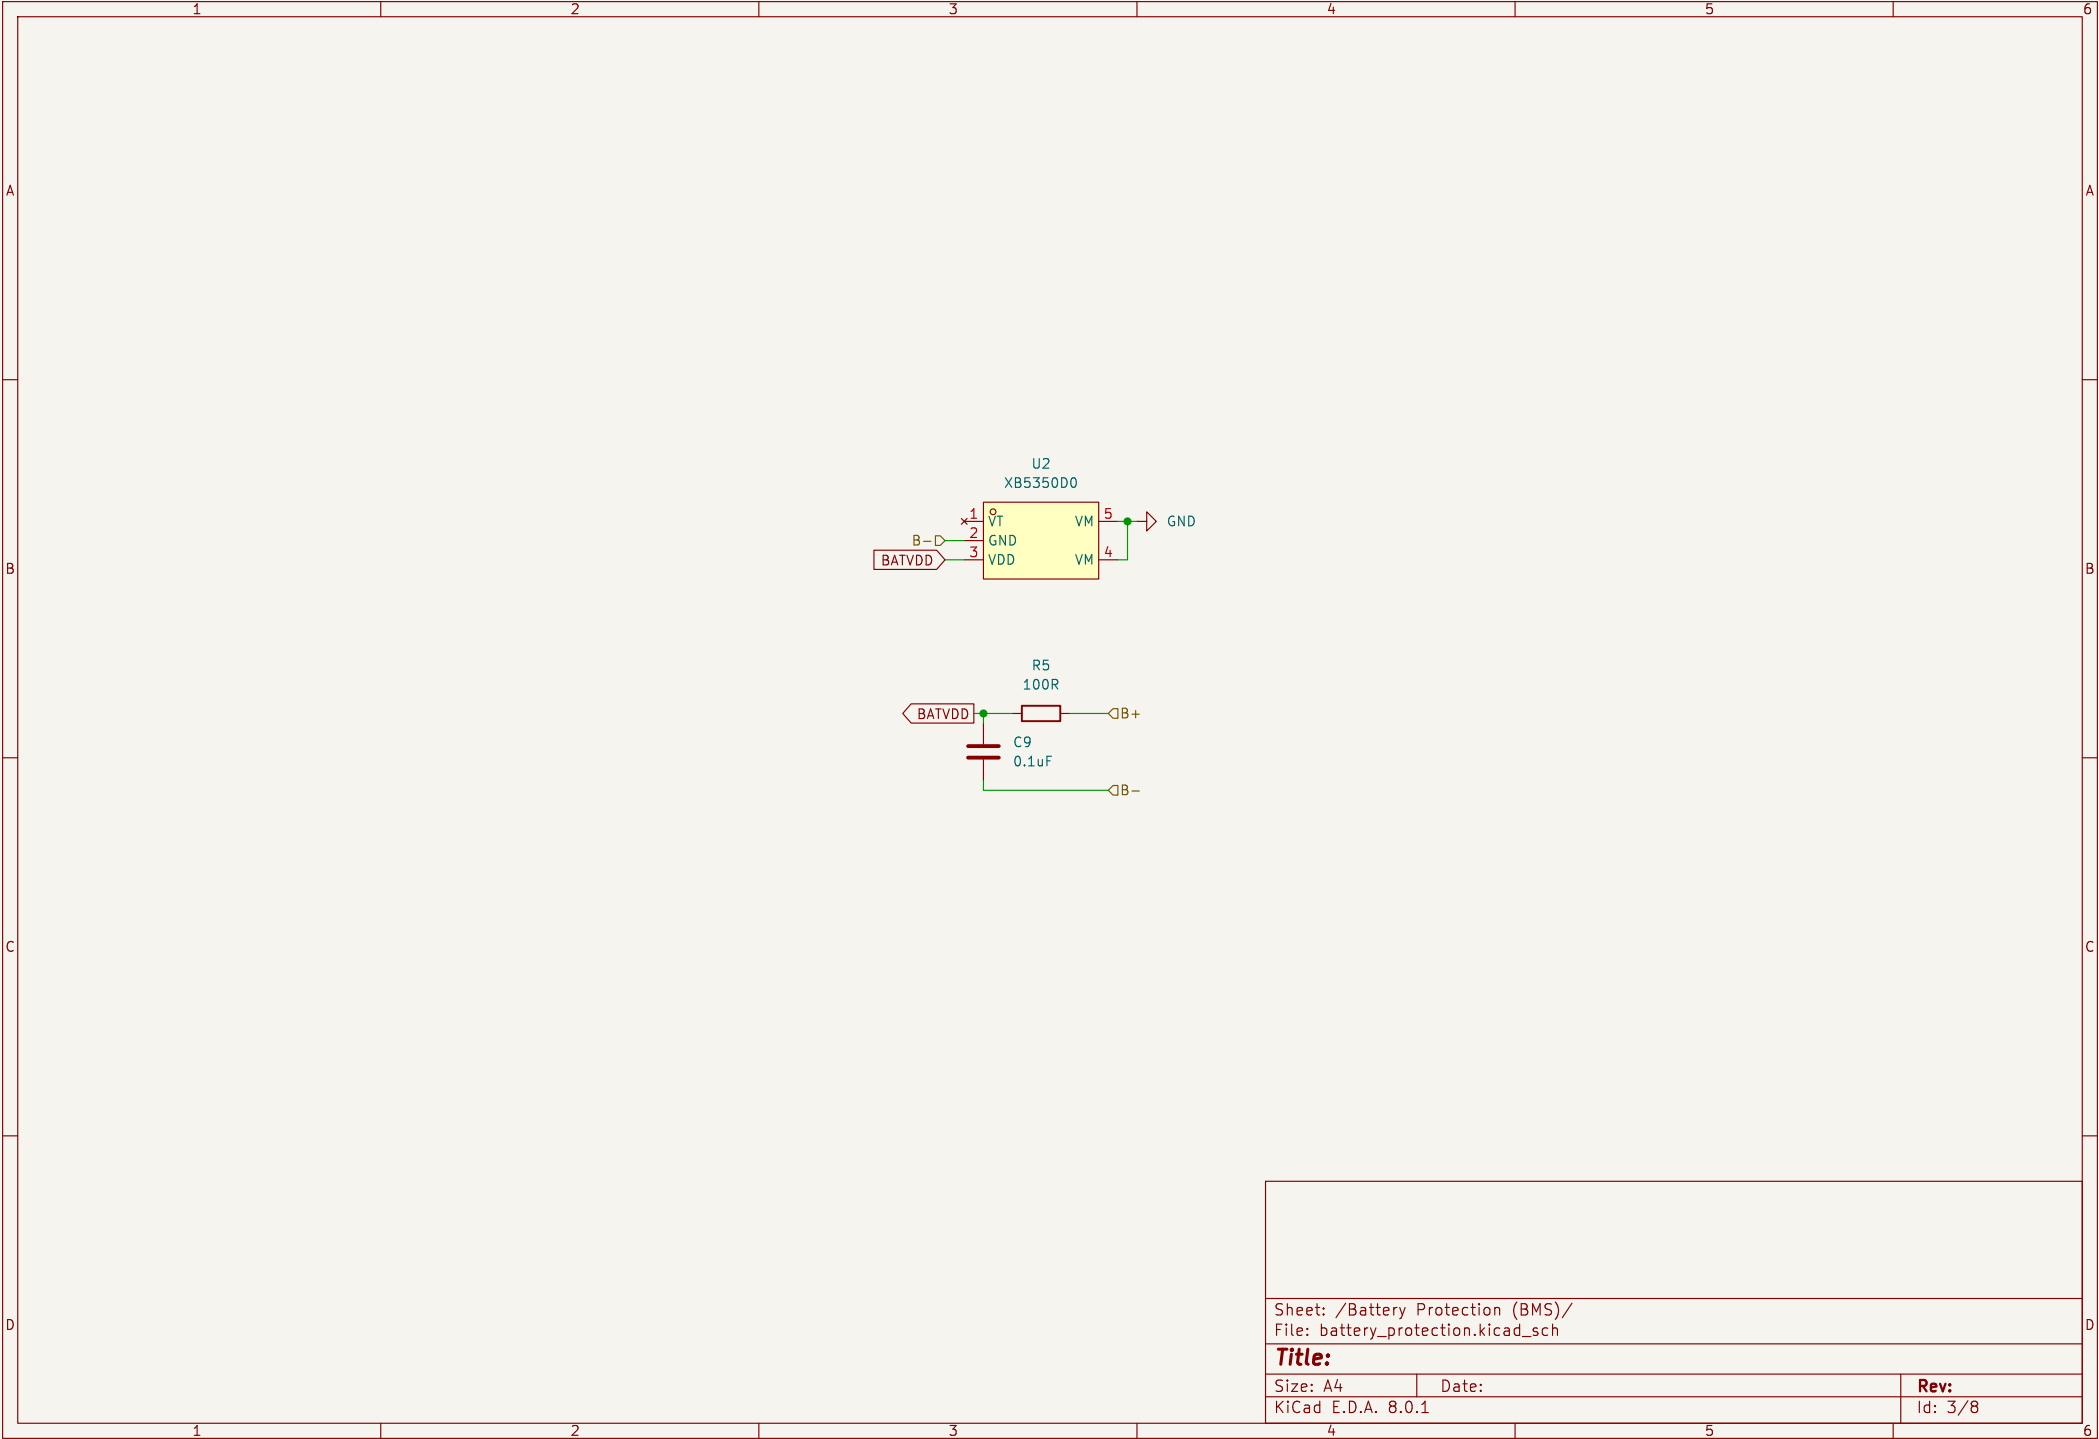 1 2 3 4 5 6
A A
U2
XB5350D0
1 VT VM 5 GND
B- 2 GND
BATVDD 3 VDD VM 4
B B
R5
100R
BATVDD B+
C9
0.1uF
B-
C C
Sheet: /Battery Protection (BMS)/
File: battery_protection.kicad_sch
D D
Title:
Size: A4 Date: Rev:
KiCad E.D.A. 8.0.1 Id: 3/8
1 2 3 4 5 6